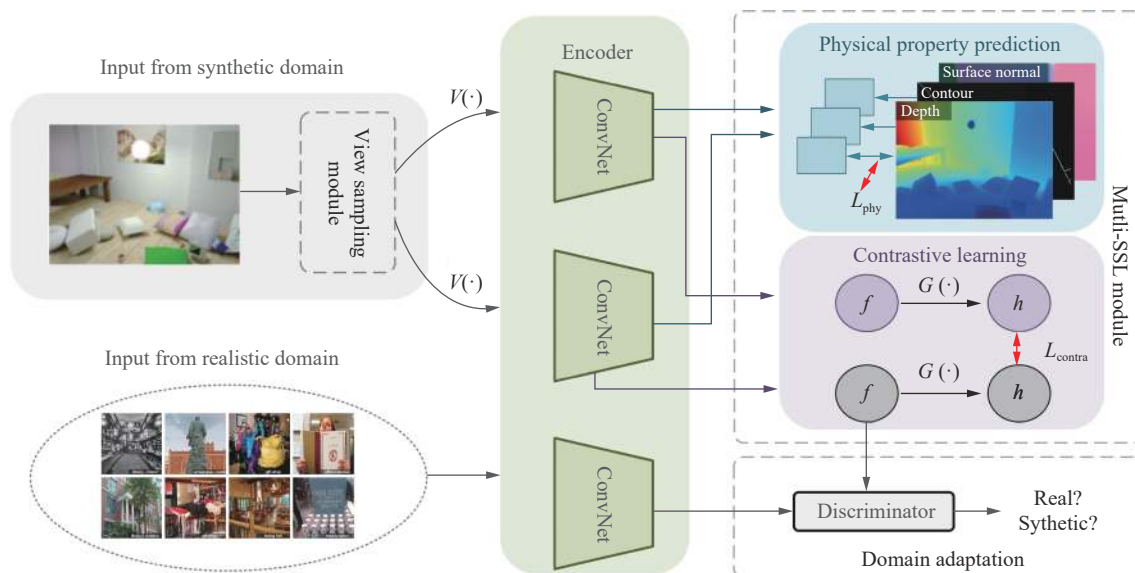 Input from synthetic domain
View sampling
module
V(·)
V(·)
Input from realistic domain
Encoder
ConvNet
ConvNet
ConvNet
Physical property prediction
Surface normal
Contour
Depth
L_phy
Contrastive learning
f
G (·)
h
L_contra
f
G (·)
h
Mutli-SSL module
Discriminator
Real?
Sythetic?
Domain adaptation